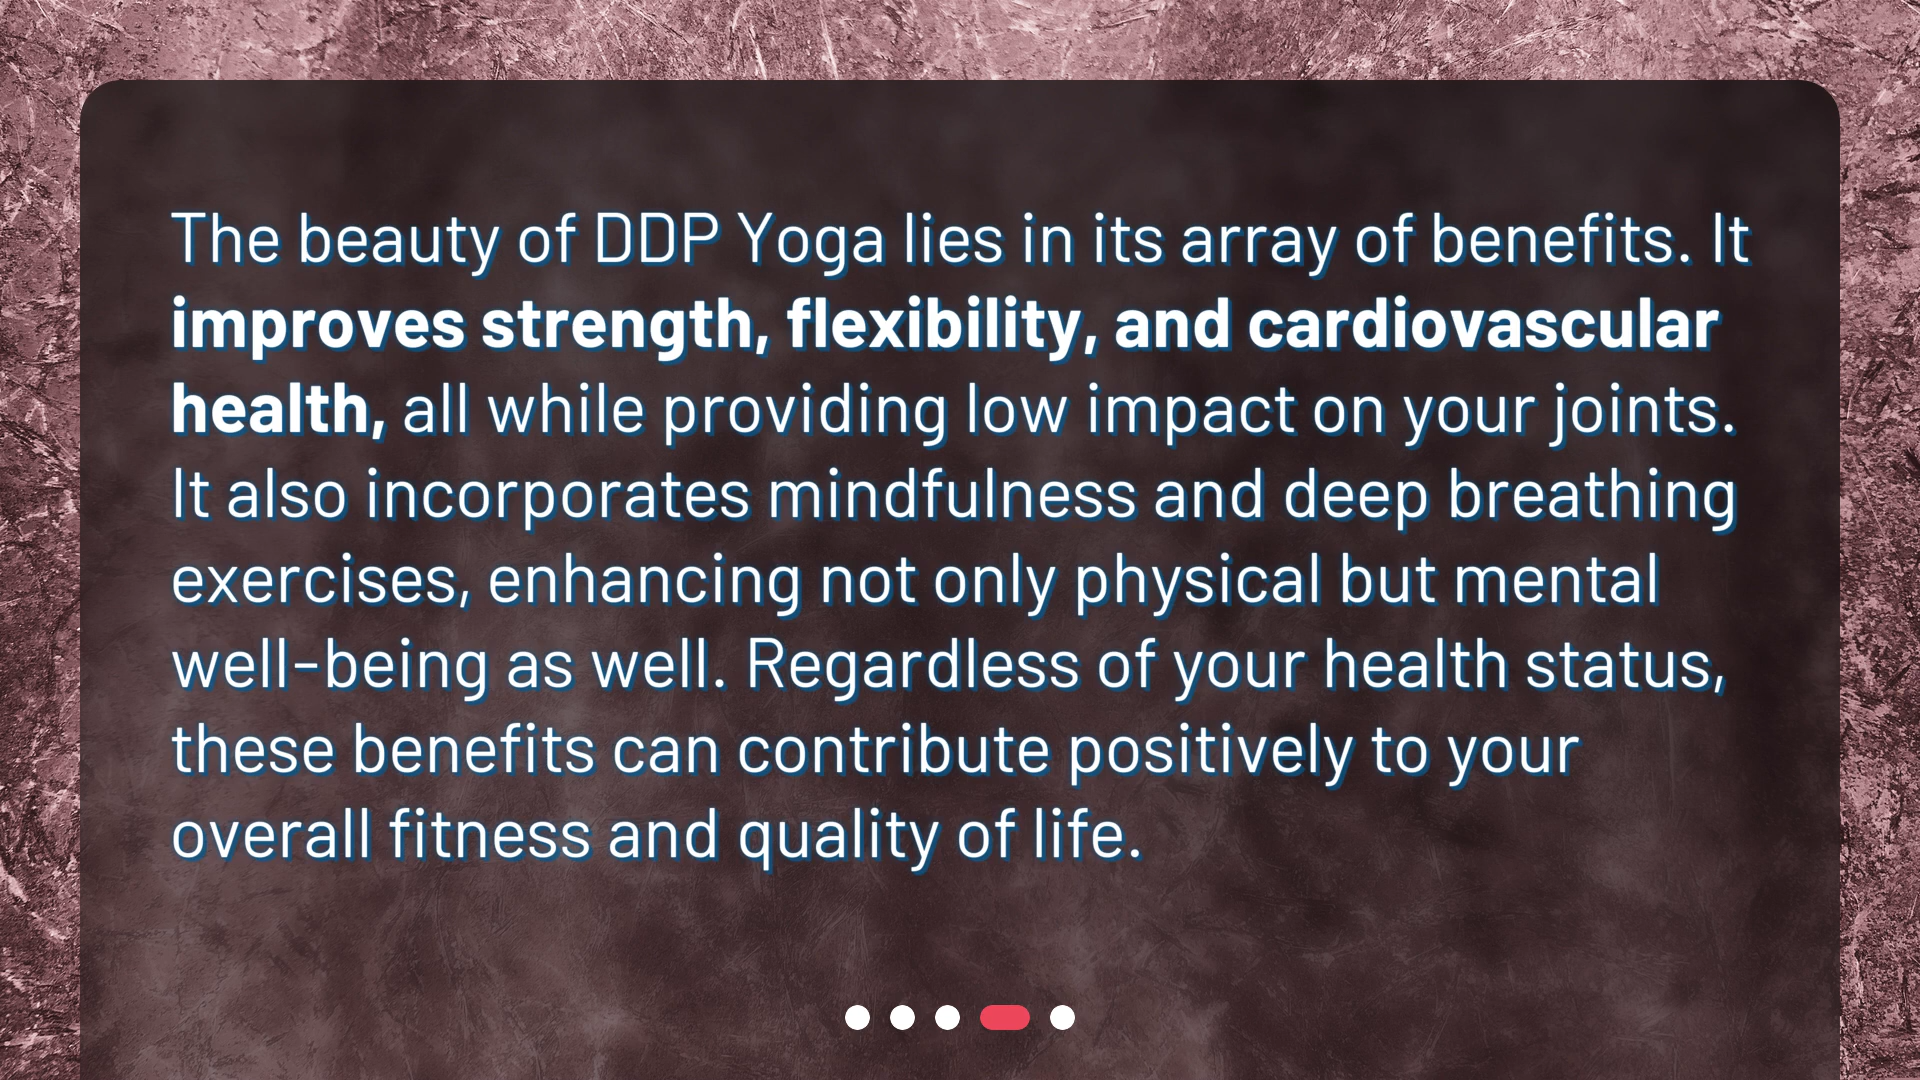 The beauty of DDP Yoga lies in its array of benefits. It
improves strength, flexibility, and cardiovascular
health, all while providing low impact on your joints.
It also incorporates mindfulness and deep breathing
exercises, enhancing not only physical but mental
well-being as well. Regardless of your health status,
these benefits can contribute positively to your
overall fitness and quality of life.